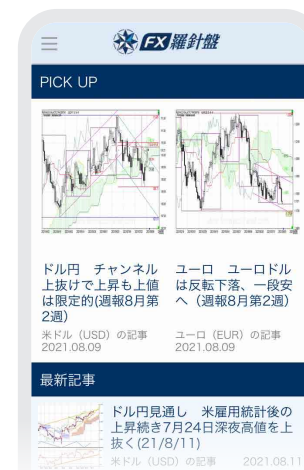 FX羅針盤
PICK UP
ドル円 チャンネル
上抜けで上昇も上値
は限定的(週報8月第
2週)
米ドル（USD）の記事
2021.08.09
ユーロ ユーロドル
は反転下落、一段安
へ（週報8月第2週）
ユーロ（EUR）の記事
2021.08.09
最新記事
ドル円見通し 米雇用統計後の
上昇続き7月24日深夜高値を上
抜く(21/8/11)
米ドル（USD）の記事 2021.08.11